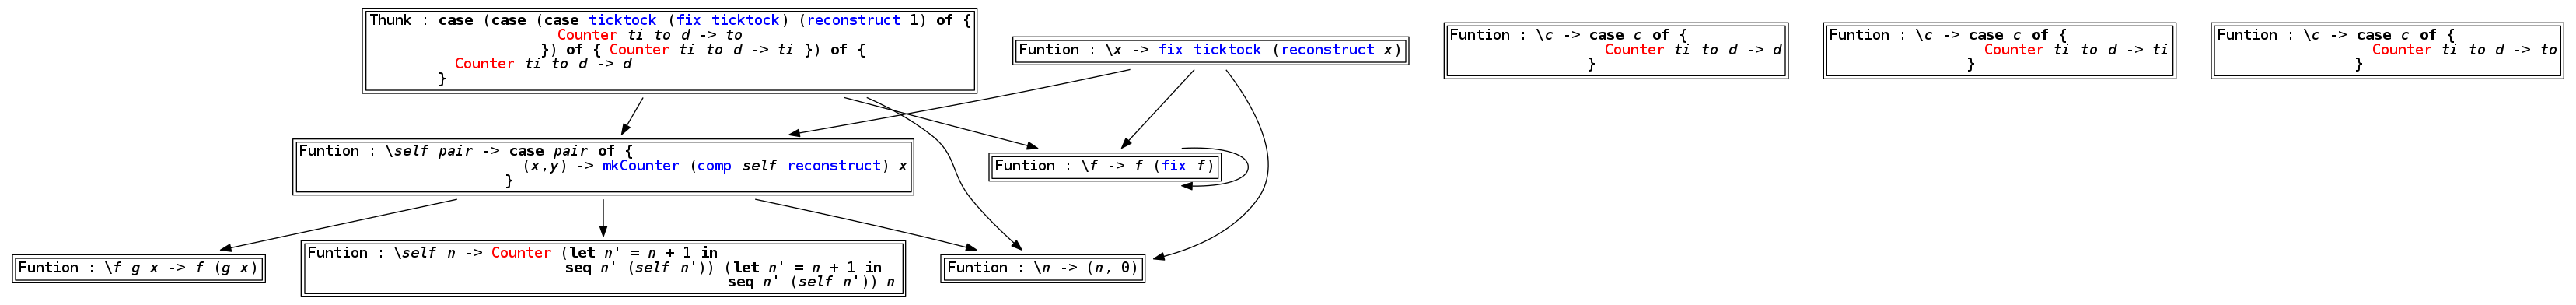 Thunk : case (case (case ticktock (fix ticktock) (reconstruct 1) of {
Counter ti to d -> to
}) of { Counter ti to d -> ti }) of {
Counter ti to d -> d
}
Funtion : \x -> fix ticktock (reconstruct x)
Funtion : \c -> case c of {
Counter ti to d -> d
}
Funtion : \c -> case c of {
Counter ti to d -> ti
}
Funtion : \c -> case c of {
Counter ti to d -> to
}
Funtion : \self pair -> case pair of {
(x,y) -> mkCounter (comp self reconstruct) x
}
Funtion : \f -> f (fix f)
Funtion : \f g x -> f (g x)
Funtion : \self n -> Counter (let n' = n + 1 in
seq n' (self n')) (let n' = n + 1 in
seq n' (self n')) n
Funtion : \n -> (n, 0)